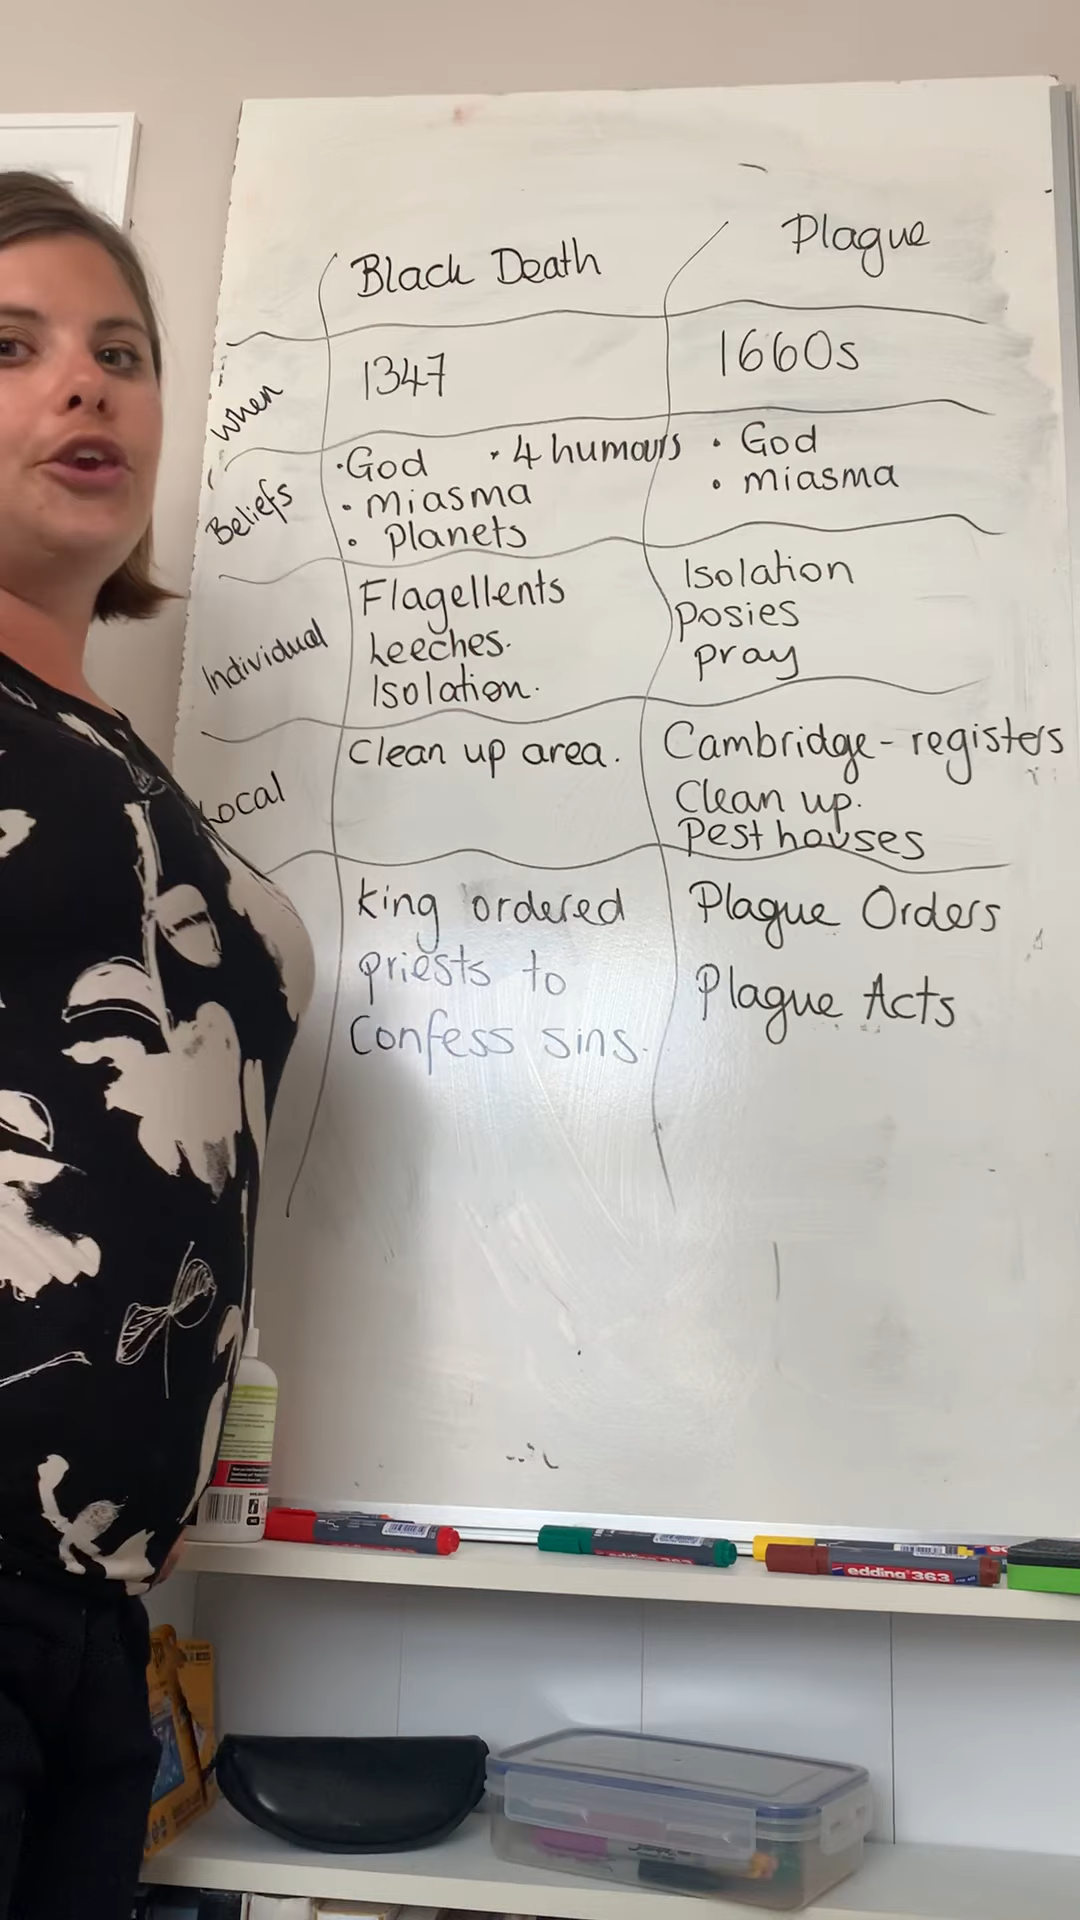 Black Death
Plague
When
1347
1660s
Beliefs
• God • 4 humours
• miasma
• Planets
• God
• miasma
Individual
Flagellents
Leeches.
Isolation.
Isolation
Posies
pray
Local
Clean up area.
Cambridge - registers
Clean up.
Pest houses
King ordered
priests to
Confess sins.
Plague Orders
Plague Acts
edding 363